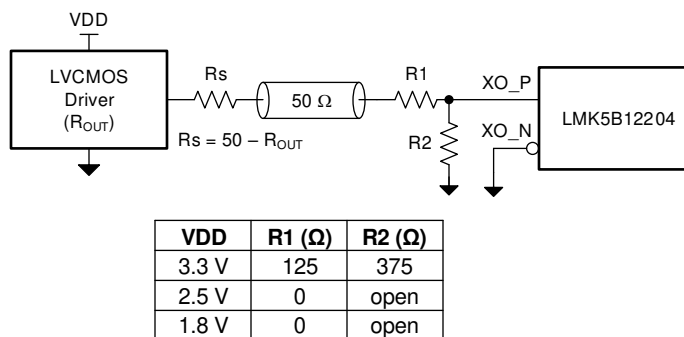 VDD
LVCMOS
Driver
(ROUT)
Rs
Rs = 50 – ROUT
50 Ω
R1
R2
XO_P
XO_N
LMK5B12204
VDD R1 (Ω) R2 (Ω)
3.3 V 125 375
2.5 V 0 open
1.8 V 0 open